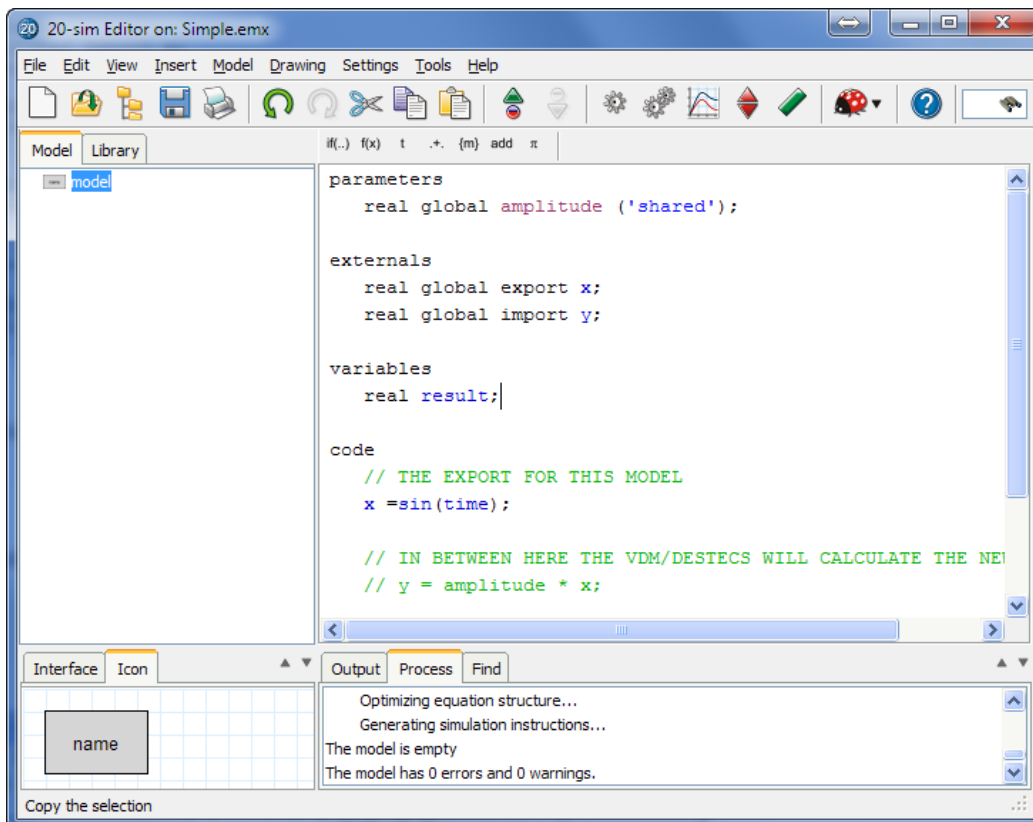 20 20-sim Editor on: Simple.emx
File Edit View Insert Model Drawing Settings Tools Help
Model Library
if(..) f(x) t .+. {m} add π
model
parameters
real global amplitude ('shared');
externals
real global export x;
real global import y;
variables
real result;
code
// THE EXPORT FOR THIS MODEL
x =sin(time);
// IN BETWEEN HERE THE VDM/DESTECS WILL CALCULATE THE
// y = amplitude * x;
Interface Icon
Output Process Find
name
Optimizing equation structure...
Generating simulation instructions...
The model is empty
The model has 0 errors and 0 warnings.
Copy the selection